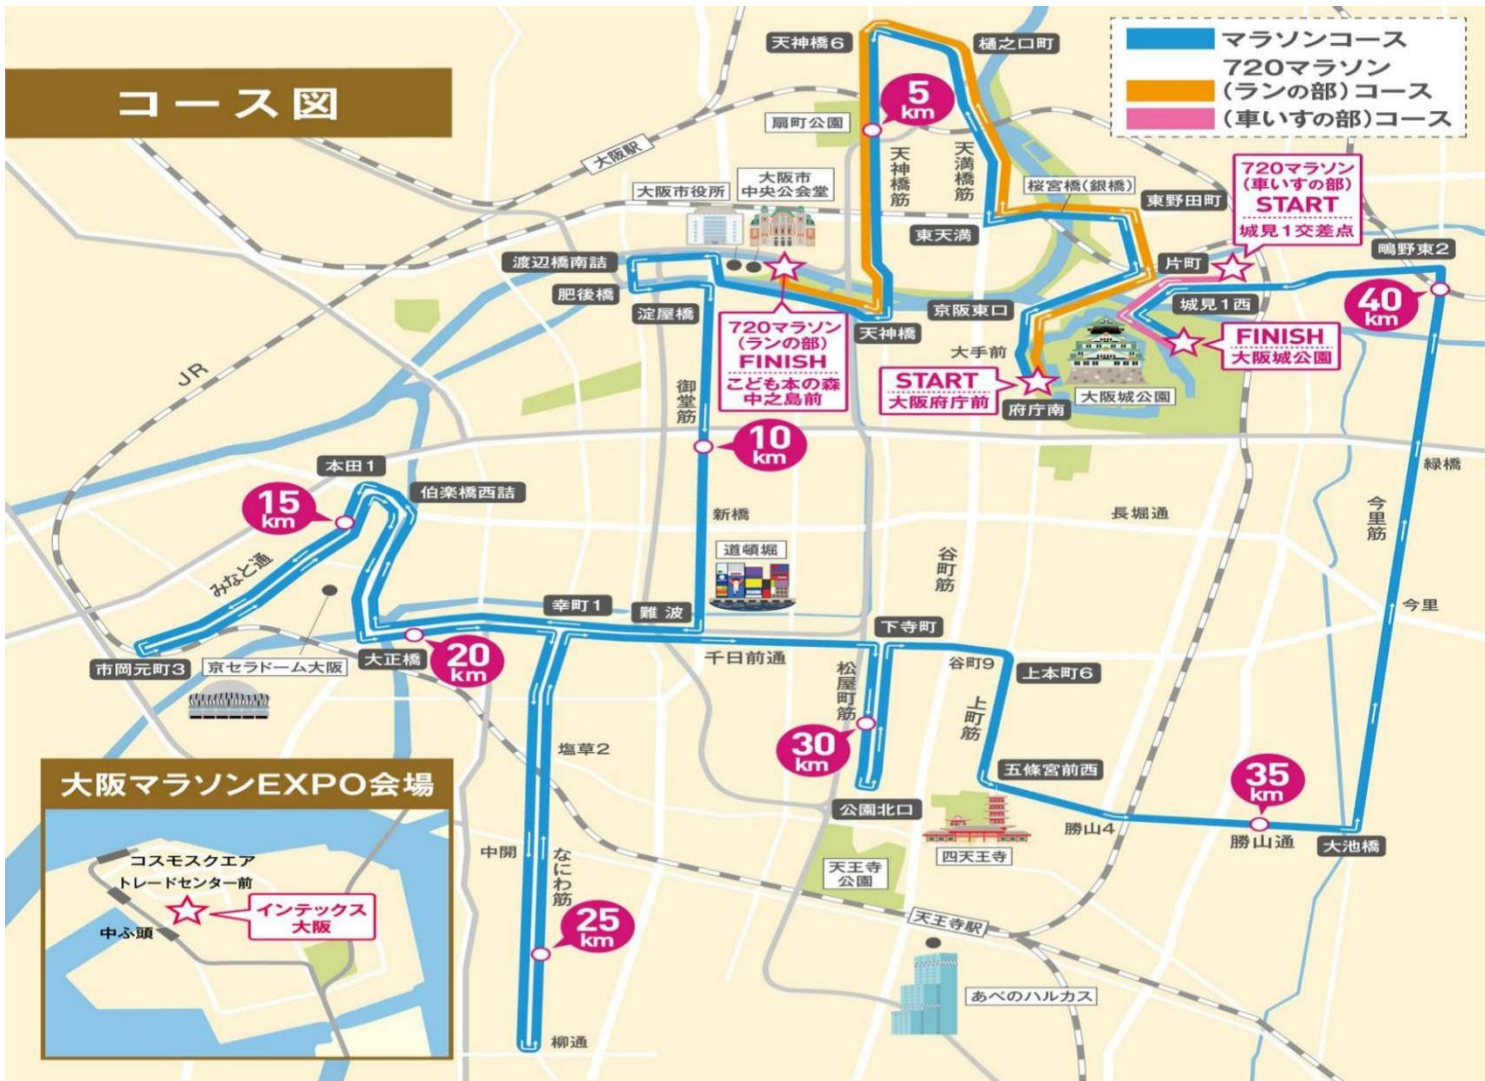 コース図
マラソンコース
720マラソン
(ランの部)コース
(車いすの部)コース
天神橋6
樋之口町
5
km
扇町公園
大阪駅
天神橋筋
天満橋筋
大阪市役所
大阪市
中央公会堂
桜宮橋(銀橋)
東野田町
720マラソン
(車いすの部)
START
城見1交差点
東天満
片町
鴫野東2
渡辺橋南詰
肥後橋
淀屋橋
天神橋
京阪東口
城見1西
40
km
720マラソン
(ランの部)
FINISH
こども本の森
中之島前
大手前
START
大阪府庁前
府庁南
大阪城公園
FINISH
大阪城公園
JR
御堂筋
10
km
本田1
伯楽橋西詰
15
km
みなと通
新橋
道頓堀
長堀通
谷町筋
緑橋
今里筋
今里
幸町1
難波
下寺町
市岡元町3
京セラドーム大阪
大正橋
20
km
千日前通
松屋町筋
谷町9
上本町6
上町筋
塩草2
30
km
五條宮前西
35
km
公園北口
勝山4
勝山通
大池橋
四天王寺
天王寺
公園
中開
なにわ筋
25
km
天王寺駅
あべのハルカス
柳通
大阪マラソンEXPO会場
コスモスクエア
トレードセンター前
インテックス
大阪
中ふ頭